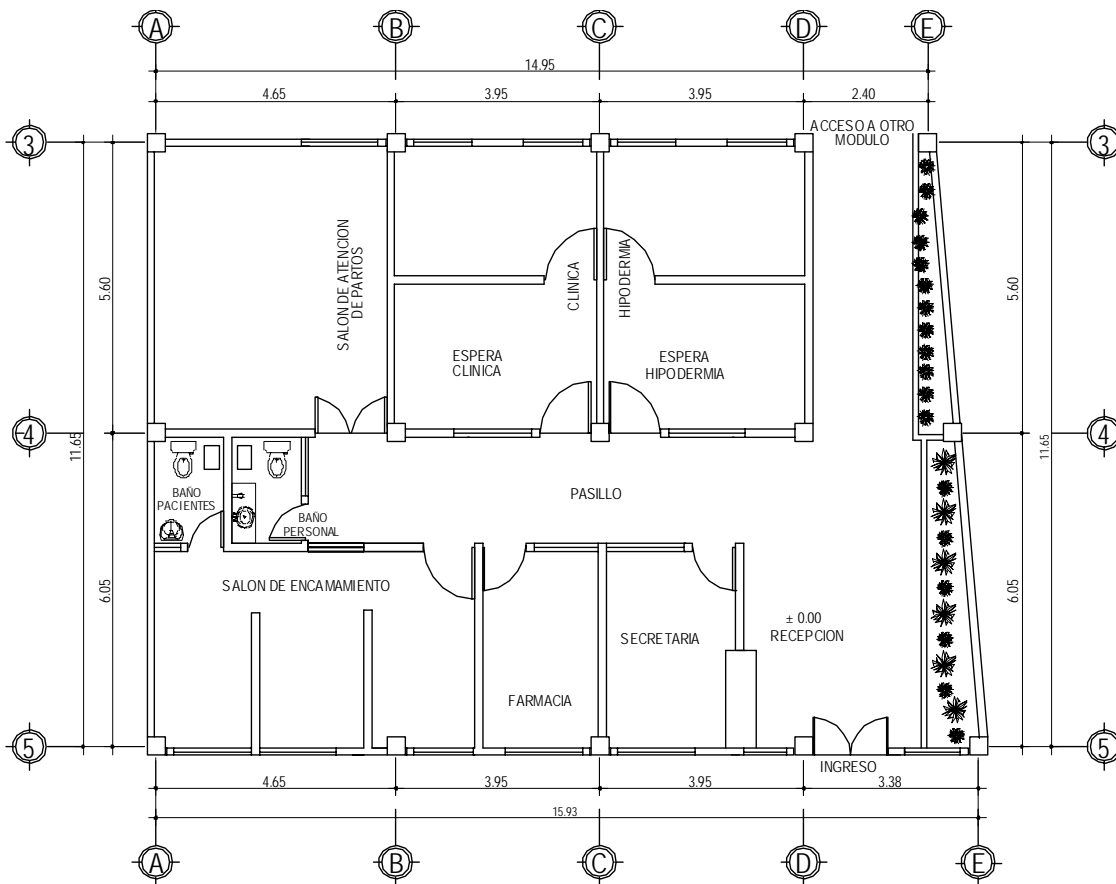 A
B
C
D
E
14.95
4.65
3.95
3.95
2.40
ACCESO A OTRO
MODULO
3
3
5.60
11.65
SALON DE ATENCION
DE PARTOS
CLINICA
HIPODERMIA
ESPERA
CLINICA
ESPERA
HIPODERMIA
5.60
11.65
4
4
BAÑO
PACIENTES
BAÑO
PERSONAL
PASILLO
6.05
SALON DE ENCAMAMIENTO
SECRETARIA
± 0.00
RECEPCION
FARMACIA
6.05
5
5
INGRESO
4.65
3.95
3.95
3.38
15.93
A
B
C
D
E